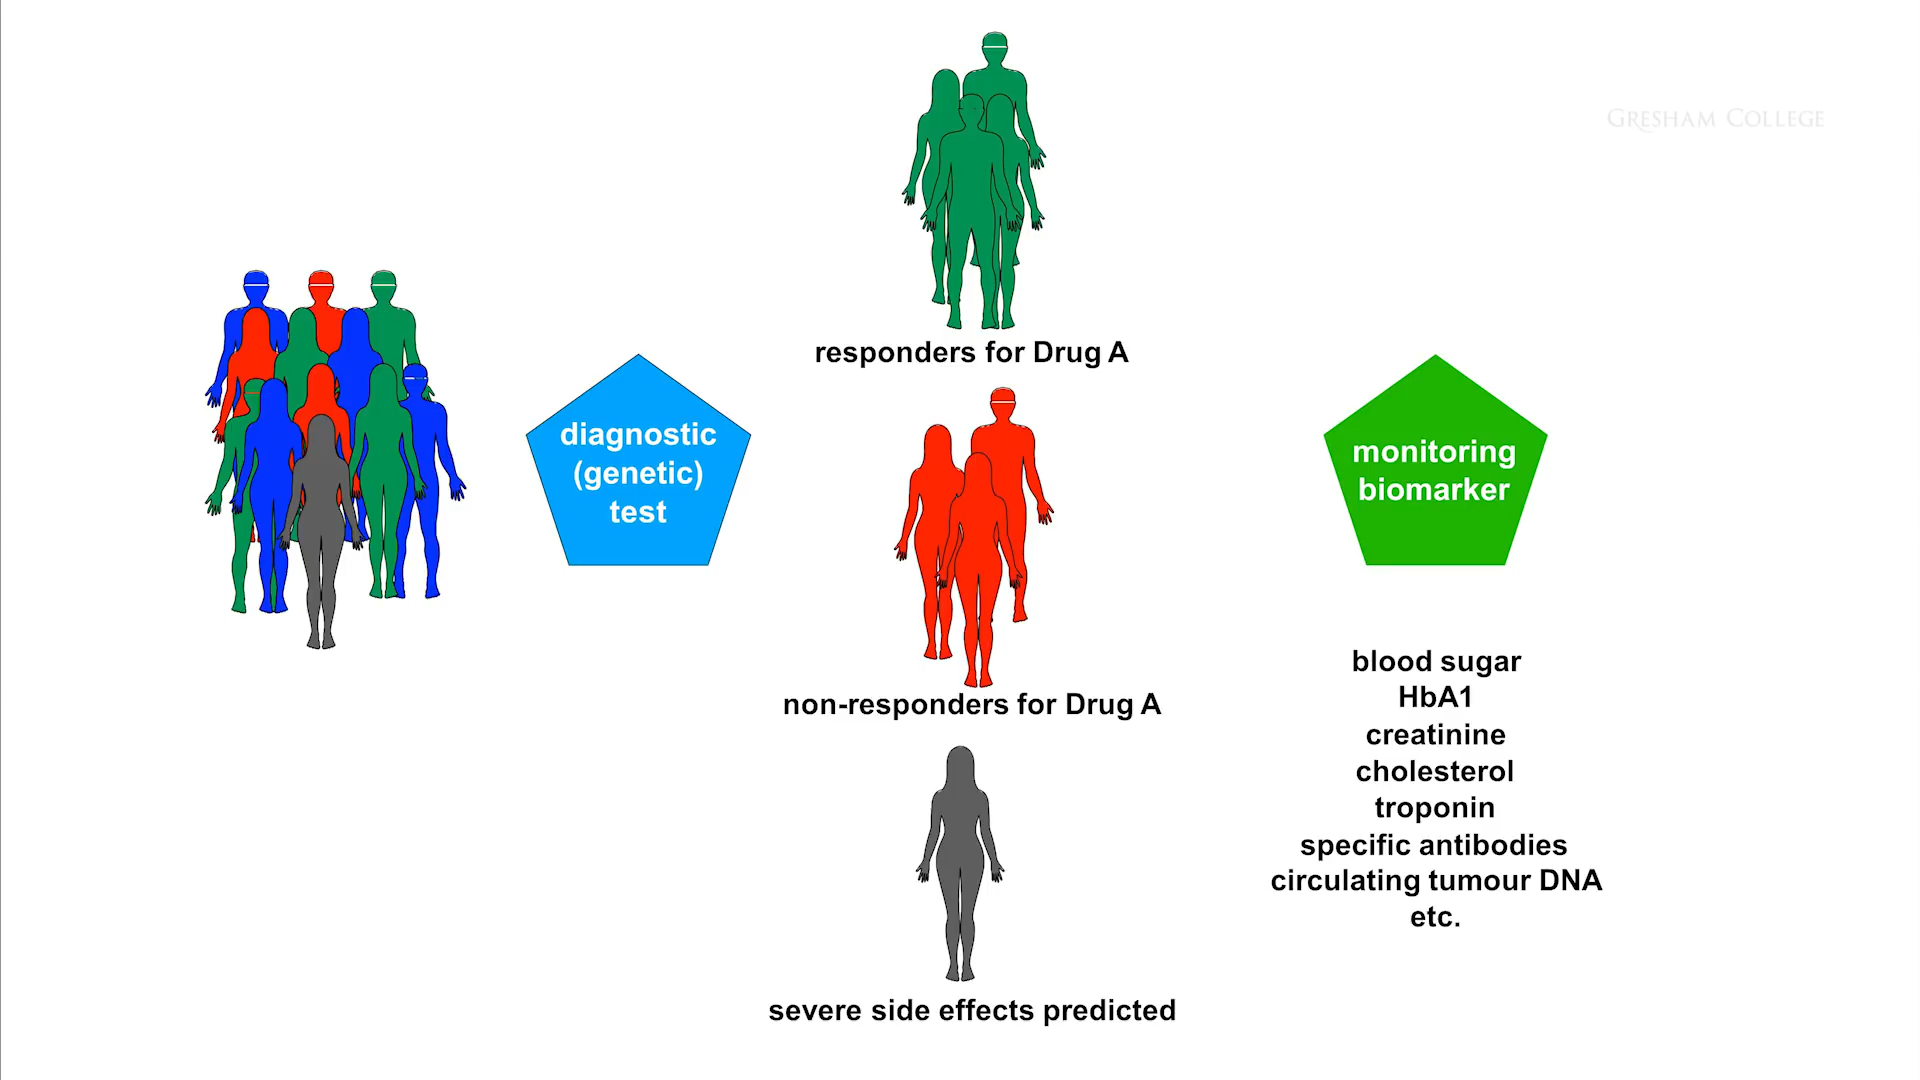 GRESHAM COLLEGE
diagnostic
(genetic)
test
responders for Drug A
non-responders for Drug A
severe side effects predicted
monitoring
biomarker
blood sugar
HbA1
creatinine
cholesterol
troponin
specific antibodies
circulating tumour DNA
etc.